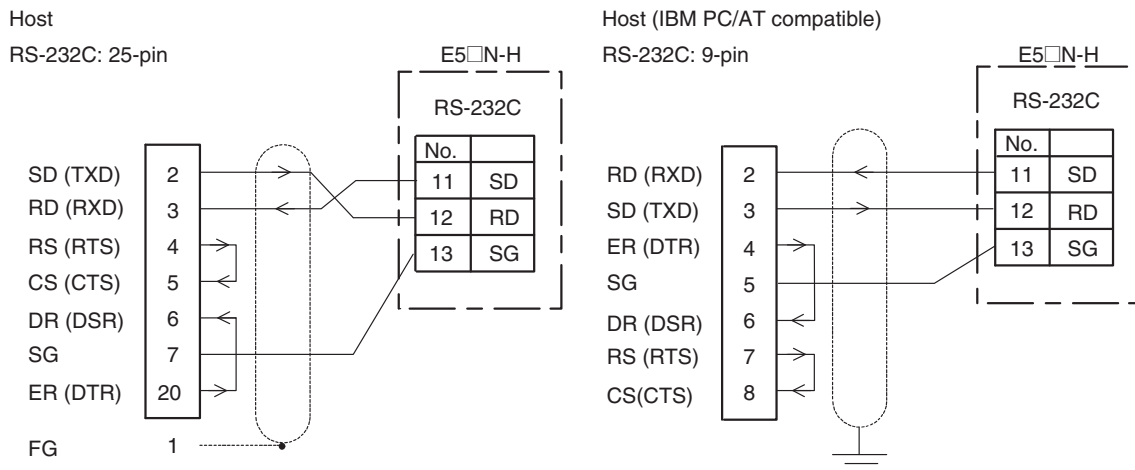 Host
RS-232C: 25-pin
E5□N-H
RS-232C
No.
SD (TXD) 2 11 SD
RD (RXD) 3 12 RD
RS (RTS) 4 13 SG
CS (CTS) 5
DR (DSR) 6
SG 7
ER (DTR) 20
FG 1
Host (IBM PC/AT compatible)
RS-232C: 9-pin
E5□N-H
RS-232C
No.
RD (RXD) 2 11 SD
SD (TXD) 3 12 RD
ER (DTR) 4 13 SG
SG 5
DR (DSR) 6
RS (RTS) 7
CS(CTS) 8